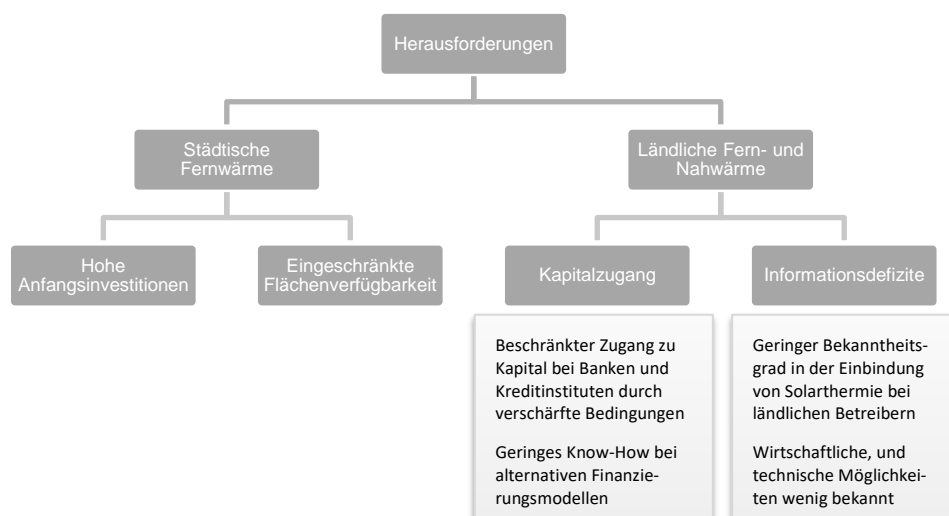 Herausforderungen
Städtische
Fernwärme
Ländliche Fern- und
Nahwärme
Hohe
Anfangsinvestitionen
Eingeschränkte
Flächenverfügbarkeit
Kapitalzugang
Informationsdefizite
Beschränkter Zugang zu
Kapital bei Banken und
Kreditinstituten durch
verschärfte Bedingungen
Geringes Know-How bei
alternativen Finanzie-
rungsmodellen
Geringer Bekanntheits-
grad in der Einbindung
von Solarthermie bei
ländlichen Betreibern
Wirtschaftliche, und
technische Möglichkei-
ten wenig bekannt